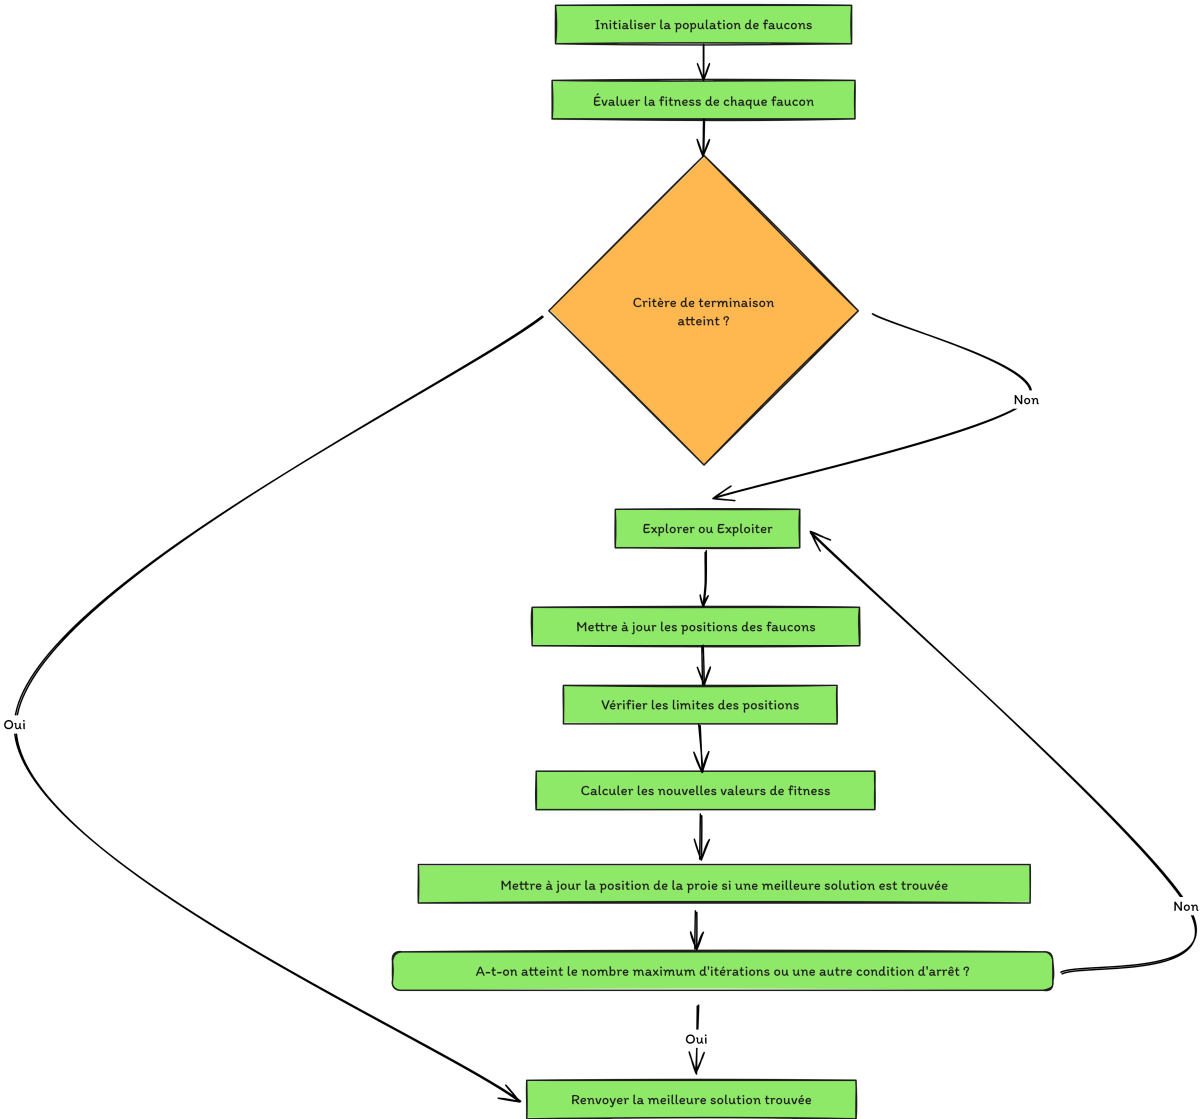 Initialiser la population de faucons
Évaluer la fitness de chaque faucon
Critère de terminaison
atteint ?
Non
Explorer ou Exploiter
Mettre à jour les positions des faucons
Vérifier les limites des positions
Oui
Calculer les nouvelles valeurs de fitness
Mettre à jour la position de la proie si une meilleure solution est trouvée
Non
A-t-on atteint le nombre maximum d'itérations ou une autre condition d'arrêt ?
Oui
Renvoyer la meilleure solution trouvée